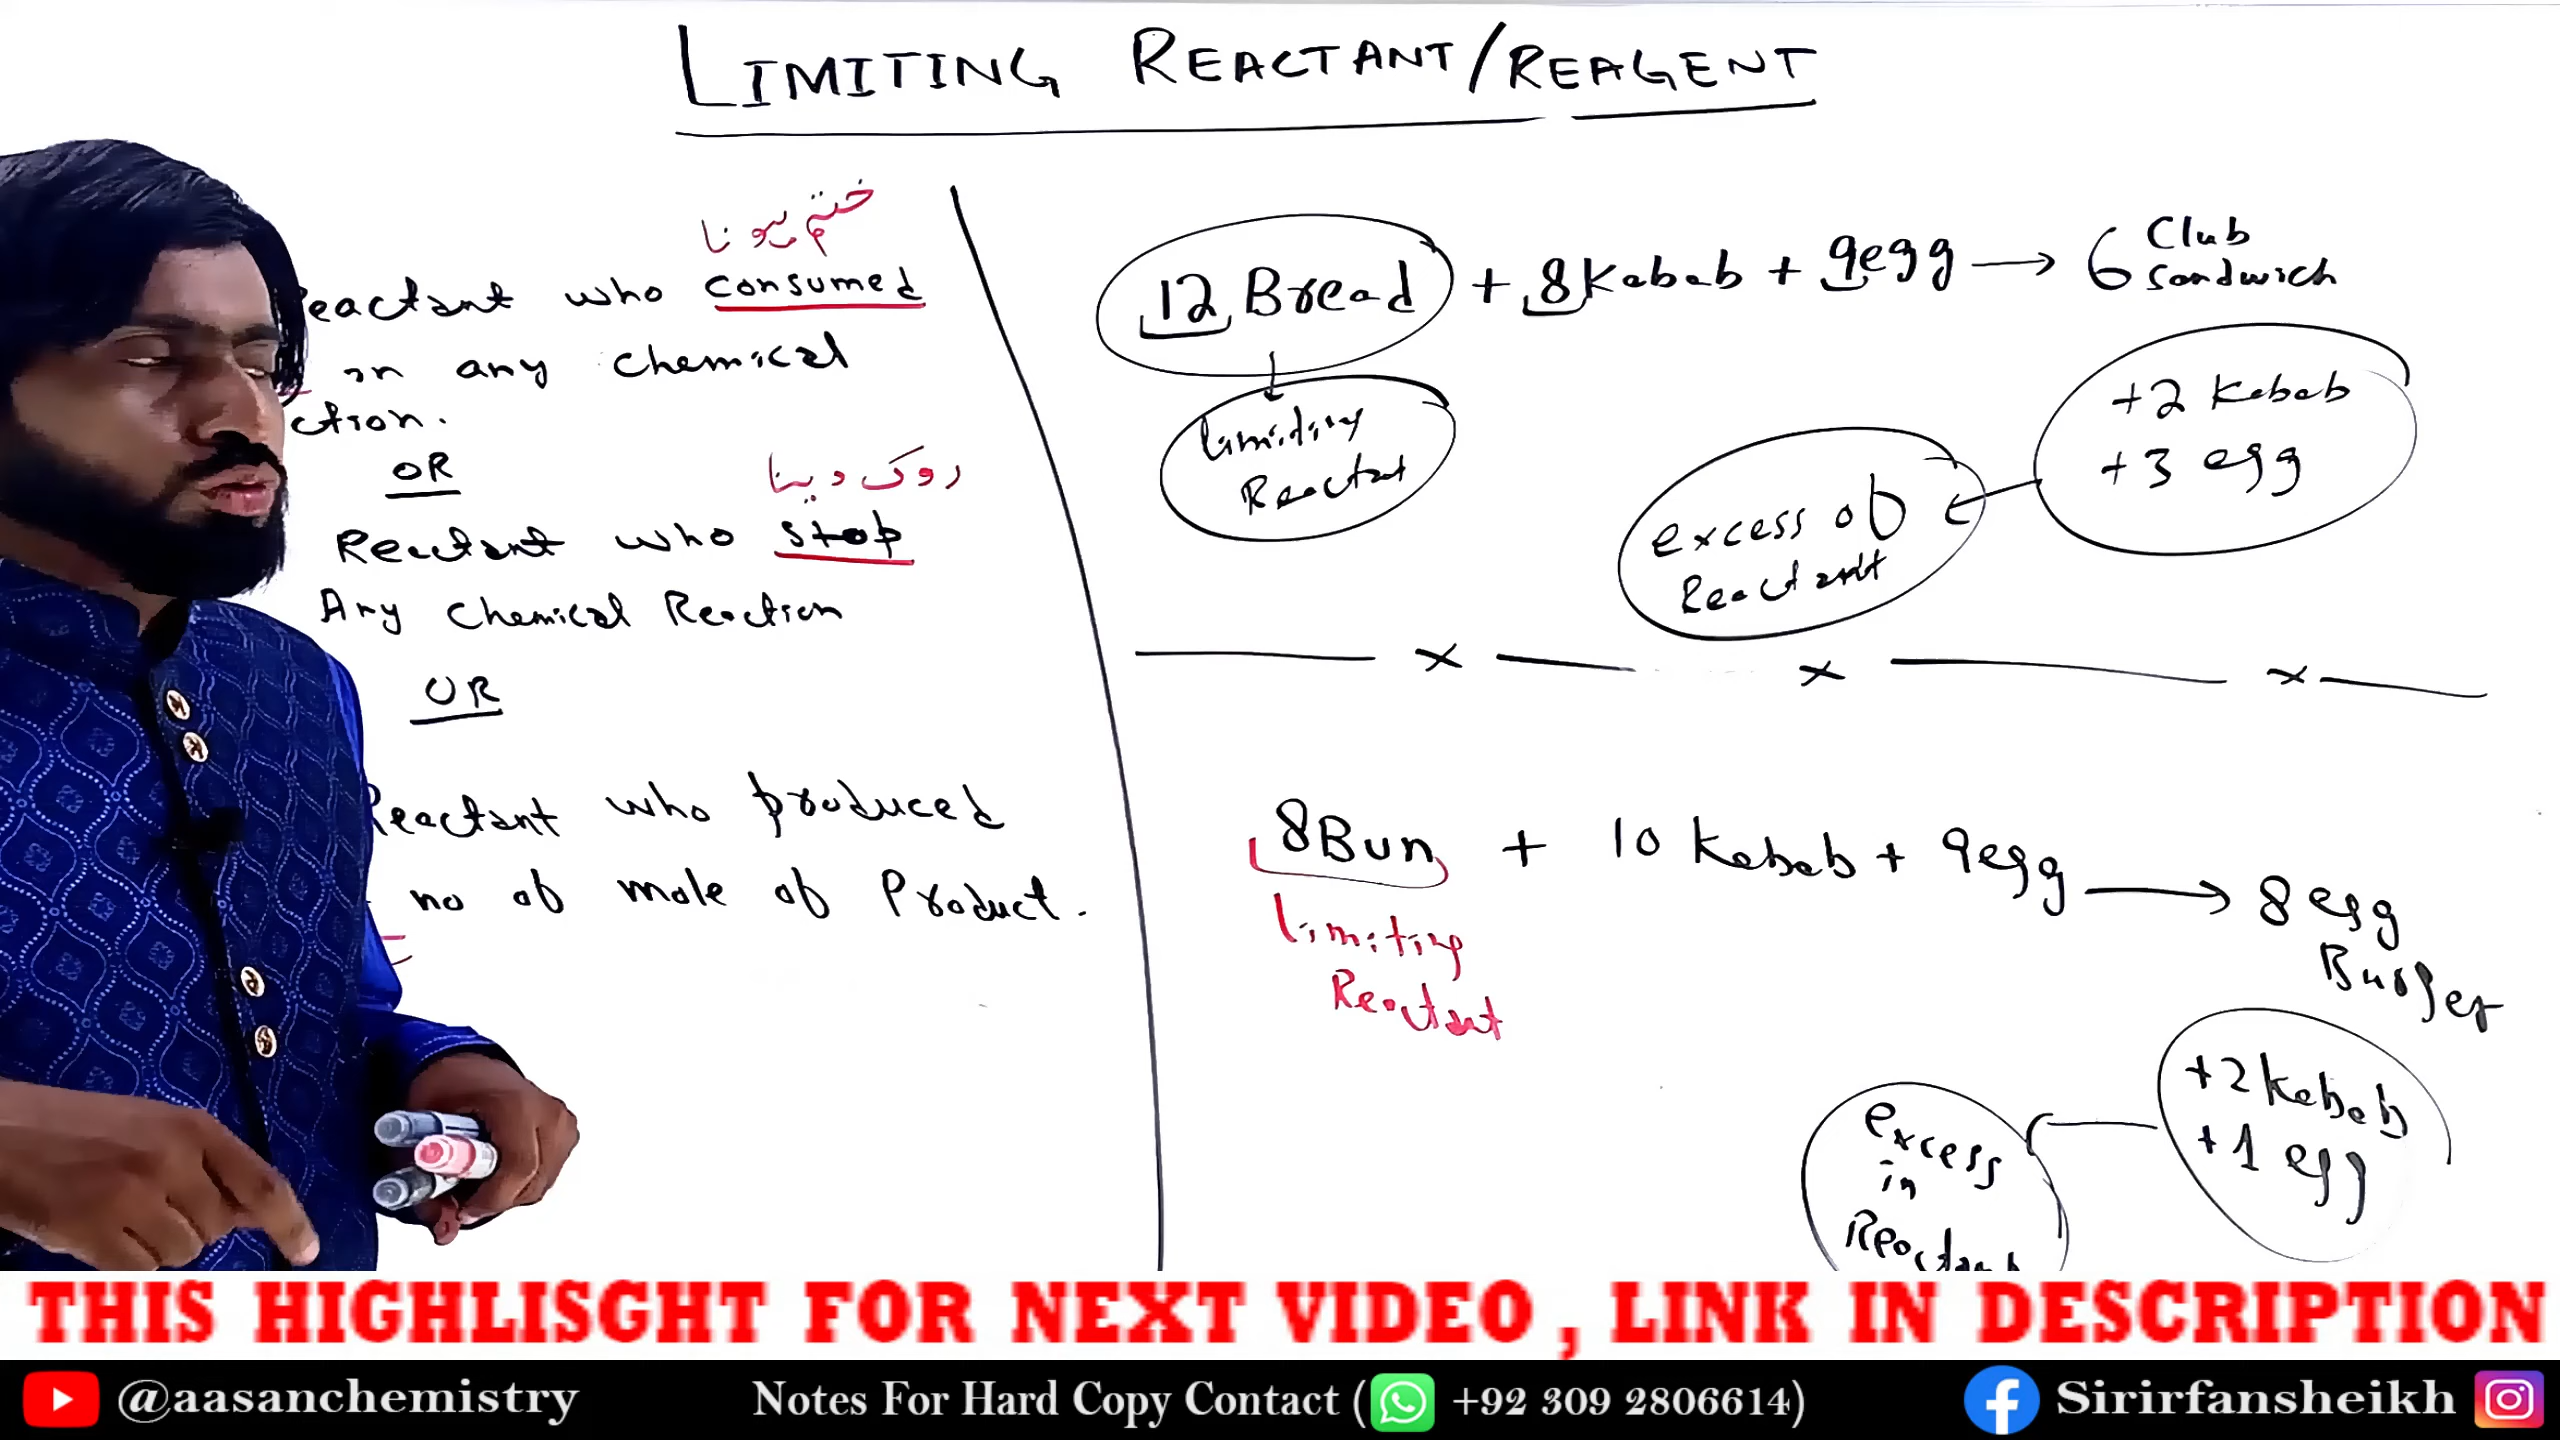 LIMITING REACTANT/REAGENT
ختم ہونا
eactant who consumed
in any chemical
ction.
OR
روک دینا
Reactant who stop
Any Chemical Reaction
OR
Reactant who produced
no of mole of Product.
12 Bread + 8 Kebab + 9 egg → 6 Club Sandwich
limiting
Reactant
+2 Kebab
+3 egg
excess of
Reactant
8 Bun + 10 Kebab + 9 egg → 8 egg
Burger
limiting
Reactant
+2 Kebab
+1 egg
excess
in
Reactant
THIS HIGHLISGHT FOR NEXT VIDEO , LINK IN DESCRIPTION
@aasanchemistry Notes For Hard Copy Contact ( +92 309 2806614) Sirirfansheikh